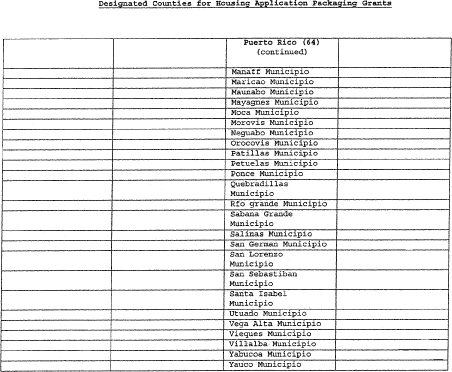 Designated Counties for Housing Application Packaging Grants
Puerto Rico (64)
(continued)
Manaff Municipio
Maricao Municipio
Maunabo Municipio
Mayagnez Municipio
Moca Municipio
Morovis Municipio
Neguabo Municipio
Orocovis Municipio
Patillas Municipio
Petuelas Municipio
Ponce Municipio
Quebradillas
Municipio
Rfo grande Municipio
Sabana Grande
Municipio
Salinas Municipio
San German Municipio
San Lorenzo
Municipio
San Sebastiban
Municipio
Santa Isabel
Municipio
Utuado Municipio
Vega Alta Municipio
Vieques Municipio
Villalba Municipio
Yabucoa Municipio
Yauco Municipio